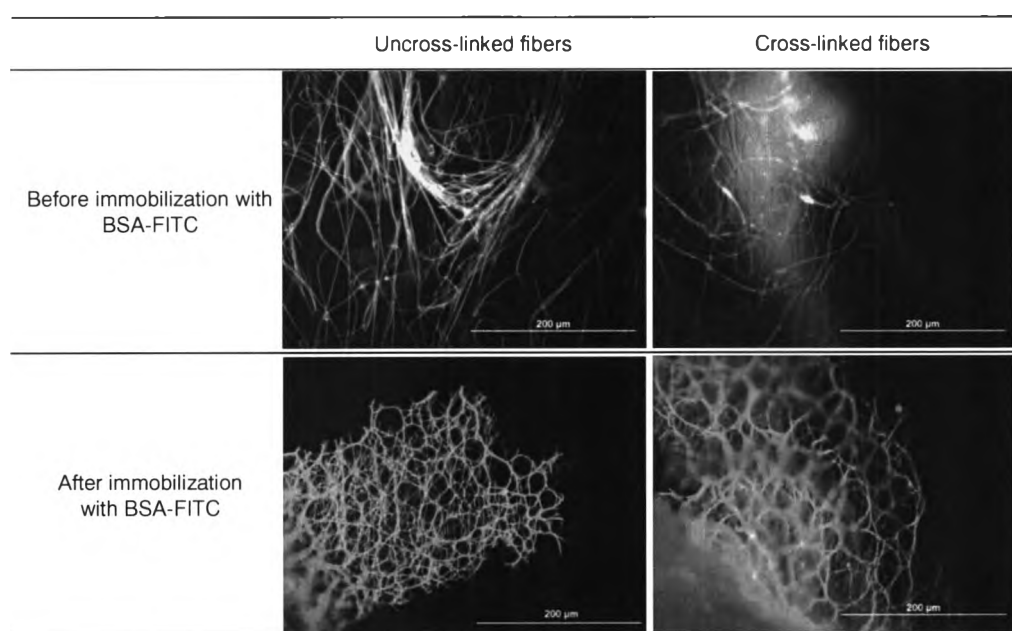 Uncross-linked fibers
Cross-linked fibers
Before immobilization with
BSA-FITC
200 µm
200 µm
After immobilization
with BSA-FITC
200 µm
200 µm